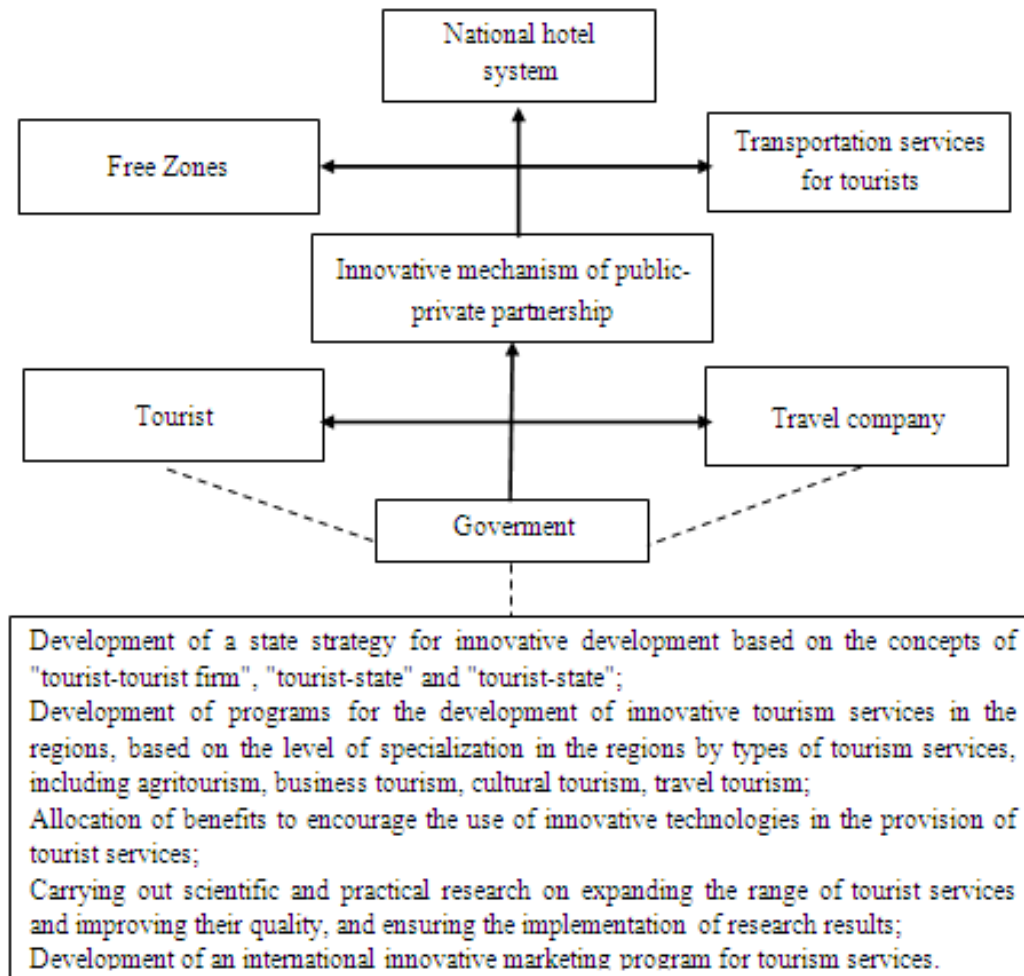 National hotel
system
Free Zones
Transportation services
for tourists
Innovative mechanism of public-
private partnership
Tourist
Travel company
Goverment
Development of a state strategy for innovative development based on the concepts of
"tourist-tourist firm", "tourist-state" and "tourist-state";
Development of programs for the development of innovative tourism services in the
regions, based on the level of specialization in the regions by types of tourism services,
including agritourism, business tourism, cultural tourism, travel tourism;
Allocation of benefits to encourage the use of innovative technologies in the provision of
tourist services;
Carrying out scientific and practical research on expanding the range of tourist services
and improving their quality, and ensuring the implementation of research results;
Development of an international innovative marketing program for tourism services.